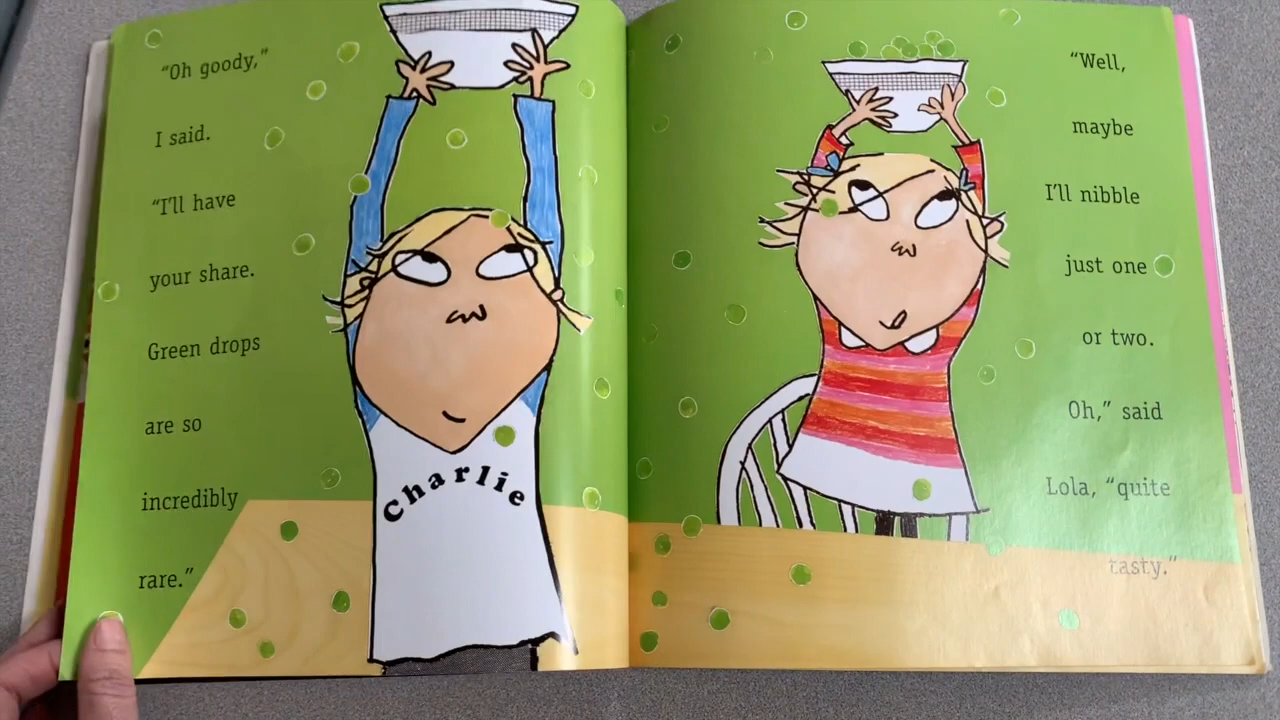 “Oh goody,”
I said.
“I’ll have
your share.
Green drops
are so
incredibly
rare.”
Charlie
“Well,
maybe
I’ll nibble
just one
or two.
Oh,” said
Lola, “quite
tasty.”